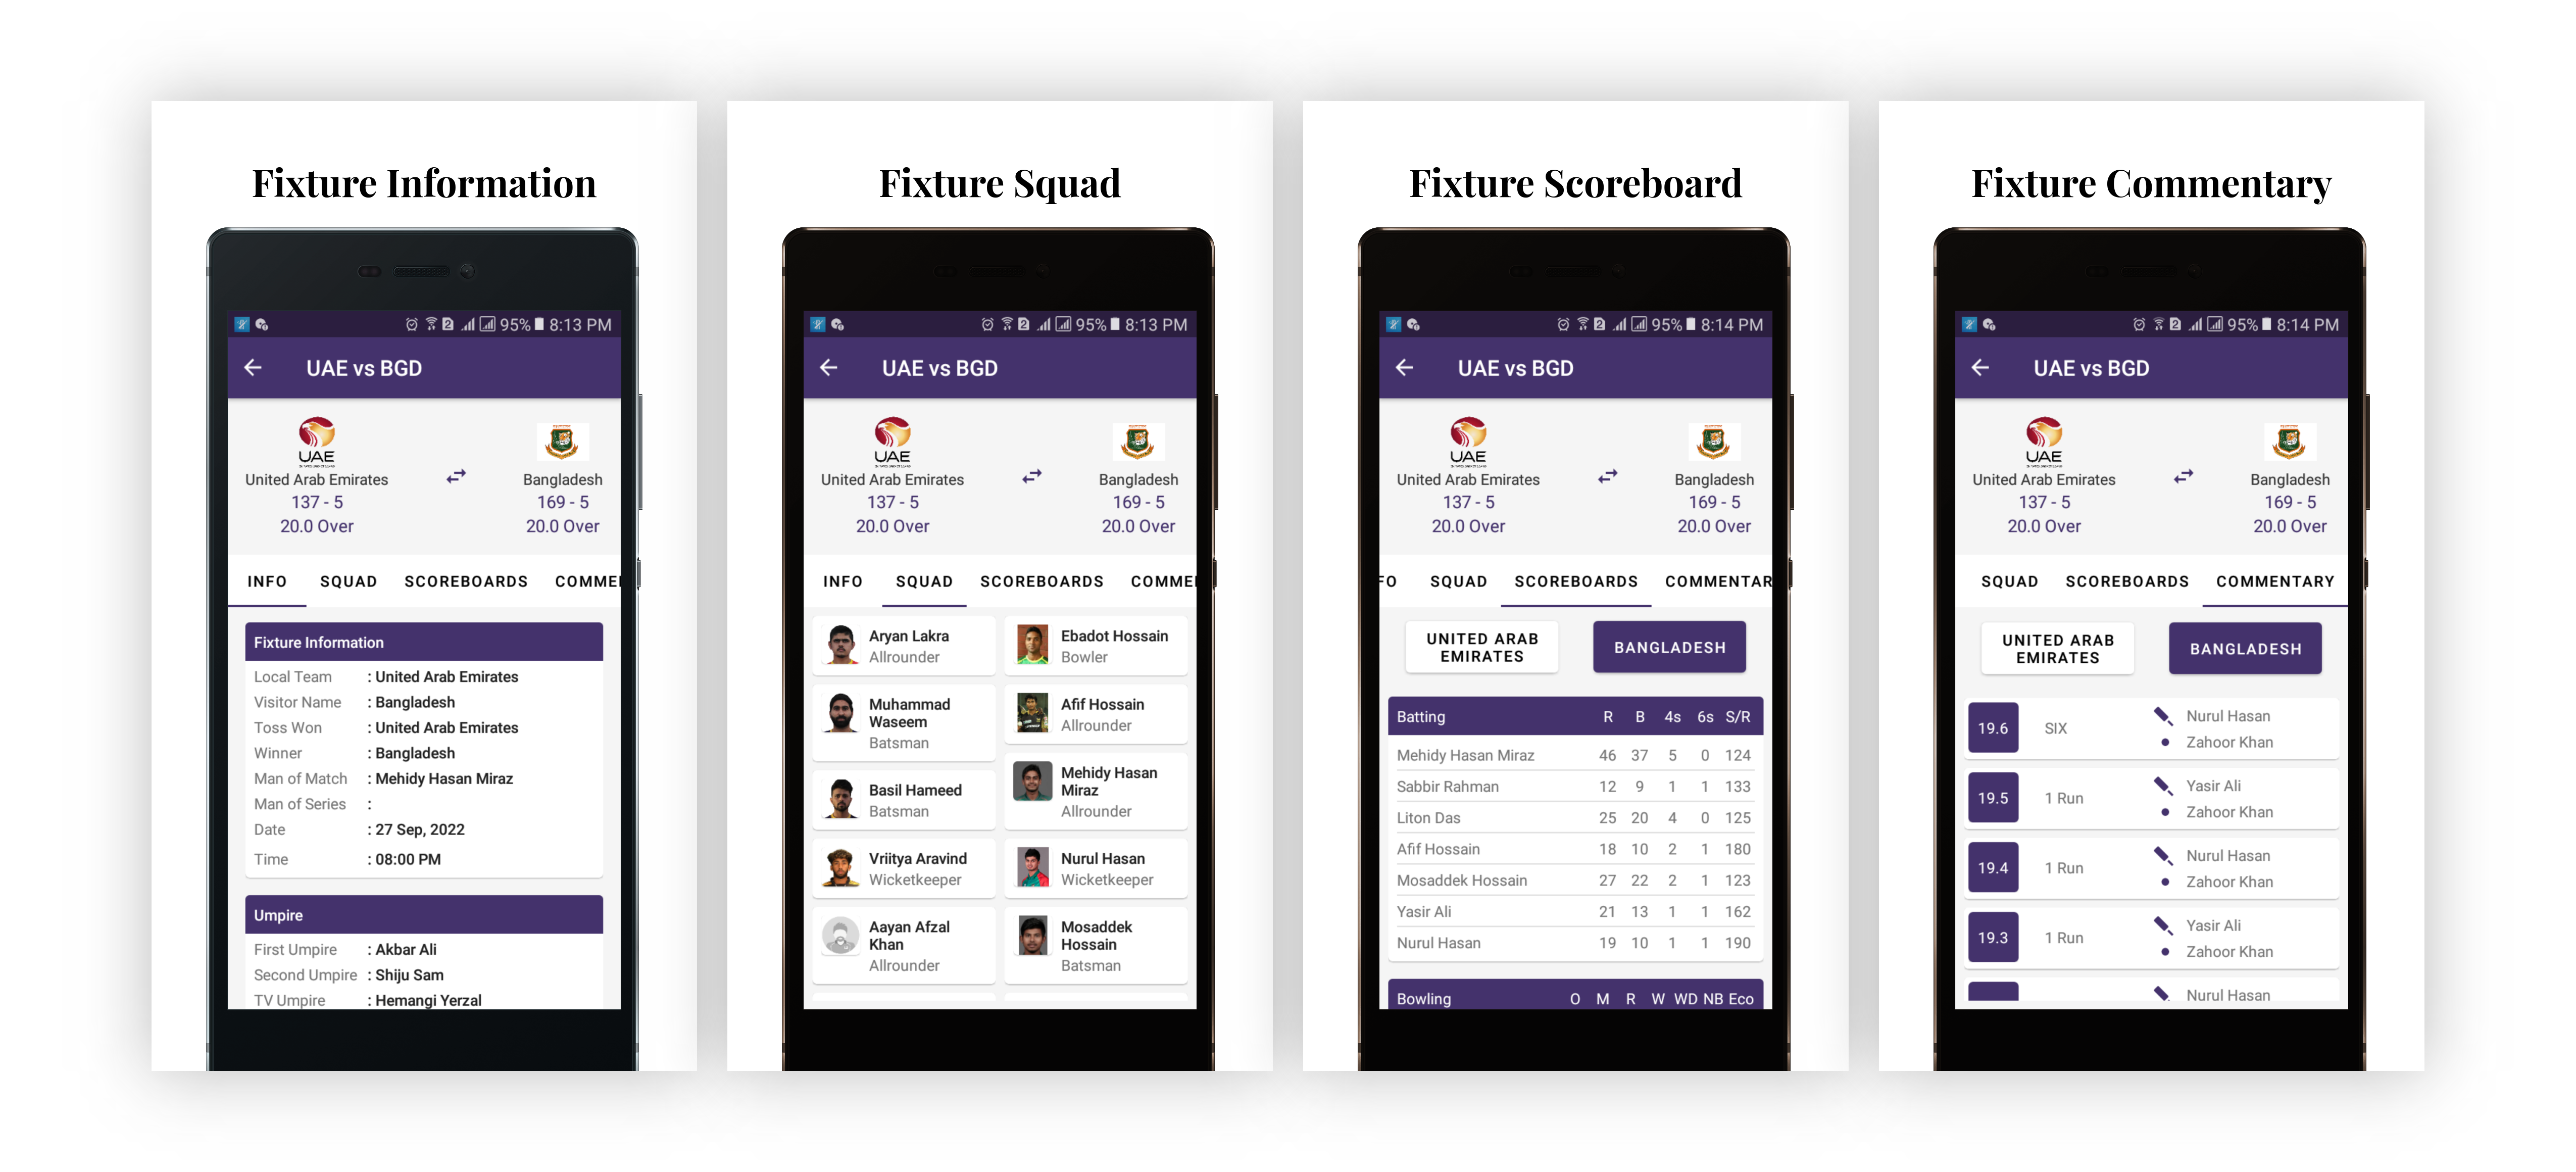 Fixture Information
95% 8:13 PM
UAE vs BGD
UAE
United Arab Emirates
137 - 5
20.0 Over
Bangladesh
169 - 5
20.0 Over
INFO SQUAD SCOREBOARDS COMME
Fixture Information
Local Team : United Arab Emirates
Visitor Name : Bangladesh
Toss Won : United Arab Emirates
Winner : Bangladesh
Man of Match : Mehidy Hasan Miraz
Man of Series :
Date : 27 Sep, 2022
Time : 08:00 PM
Umpire
First Umpire : Akbar Ali
Second Umpire : Shiju Sam
TV Umpire : Hemangi Yerzal
Fixture Squad
2 95% 8:13 PM
UAE vs BGD
UAE
United Arab Emirates
137 - 5
20.0 Over
Bangladesh
169 - 5
20.0 Over
INFO SQUAD SCOREBOARDS COMME
Aryan Lakra
Allrounder
Muhammad
Waseem
Batsman
Basil Hameed
Batsman
Vriitya Aravind
Wicketkeeper
Aayan Afzal
Khan
Allrounder
Ebadot Hossain
Bowler
Afif Hossain
Allrounder
Mehidy Hasan
Miraz
Allrounder
Nurul Hasan
Wicketkeeper
Mosaddek
Hossain
Batsman
Fixture Scoreboard
2 95% 8:14 PM
UAE vs BGD
UAE
United Arab Emirates
137 - 5
20.0 Over
Bangladesh
169 - 5
20.0 Over
FO SQUAD SCOREBOARDS COMMENTAR
UNITED ARAB
EMIRATES
BANGLADESH
Batting R B 4s 6s S/R
Mehidy Hasan Miraz 46 37 5 0 124
Sabbir Rahman 12 9 1 1 133
Liton Das 25 20 4 0 125
Afif Hossain 18 10 2 1 180
Mosaddek Hossain 27 22 2 1 123
Yasir Ali 21 13 1 1 162
Nurul Hasan 19 10 1 1 190
Bowling O M R W WD NB Eco
Fixture Commentary
2 95% 8:14 PM
UAE vs BGD
UAE
United Arab Emirates
137 - 5
20.0 Over
Bangladesh
169 - 5
20.0 Over
SQUAD SCOREBOARDS COMMENTARY
UNITED ARAB
EMIRATES
BANGLADESH
19.6 SIX Nurul Hasan
Zahoor Khan
19.5 1 Run Yasir Ali
Zahoor Khan
19.4 1 Run Nurul Hasan
Zahoor Khan
19.3 1 Run Yasir Ali
Zahoor Khan
Nurul Hasan